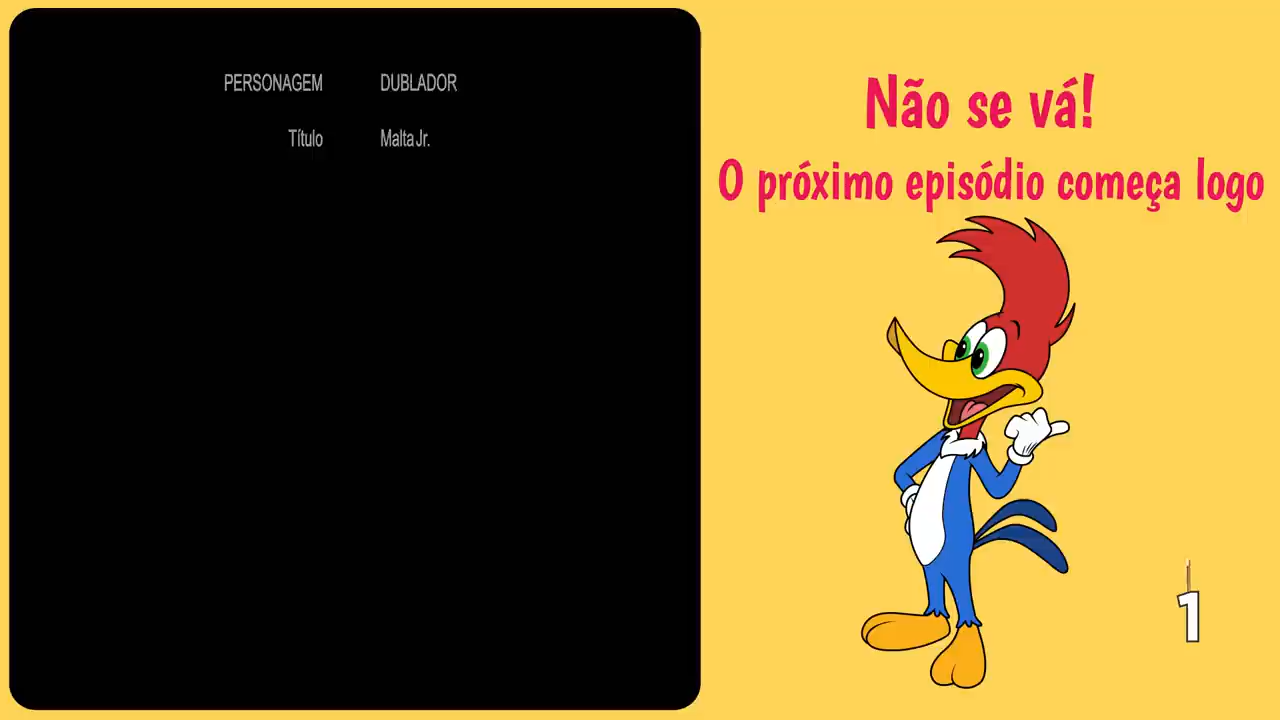 PERSONAGEM DUBLADOR
Título Malta Jr.
Não se vá!
O próximo episódio começa logo
1